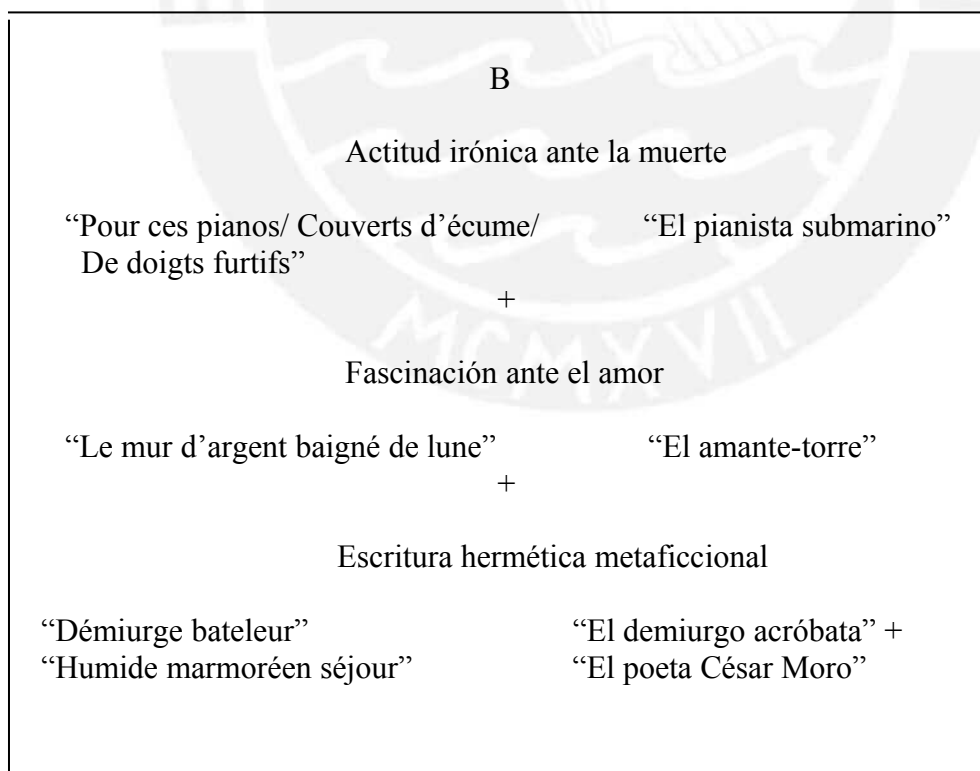 B
Actitud irónica ante la muerte
“Pour ces pianos/ Couverts d’écume/ “El pianista submarino”
De doigts furtifs”
+
Fascinación ante el amor
“Le mur d’argent baigné de lune” “El amante-torre”
+
Escritura hermética metaficcional
“Démiurge bateleur” “El demiurgo acróbata” +
“Humide marmoréen séjour” “El poeta César Moro”
MCMXVII